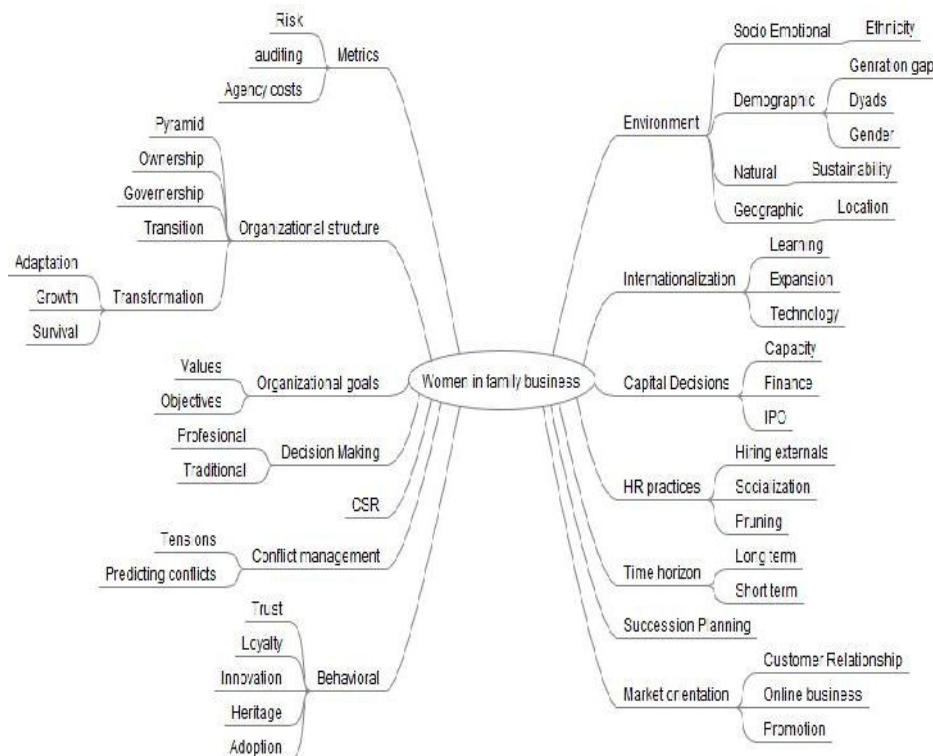 Risk
auditing
Agency costs
Metrics
Pyramid
Ownership
Governership
Transition
Organizational structure
Adaptation
Growth
Survival
Transformation
Values
Objectives
Organizational goals
Profesional
Traditional
Decision Making
CSR
Tensions
Predicting conflicts
Conflict management
Trust
Loyalty
Innovation
Heritage
Adoption
Behavioral
Women in family business
Environment
Socio Emotional
Ethnicity
Demographic
Genration gap
Dyads
Gender
Natural
Sustainability
Geographic
Location
Internationalization
Learning
Expansion
Technology
Capital Decisions
Capacity
Finance
IPO
HR practices
Hiring externals
Socialization
Pruning
Time horizon
Long term
Short term
Succession Planning
Market orientation
Customer Relationship
Online business
Promotion